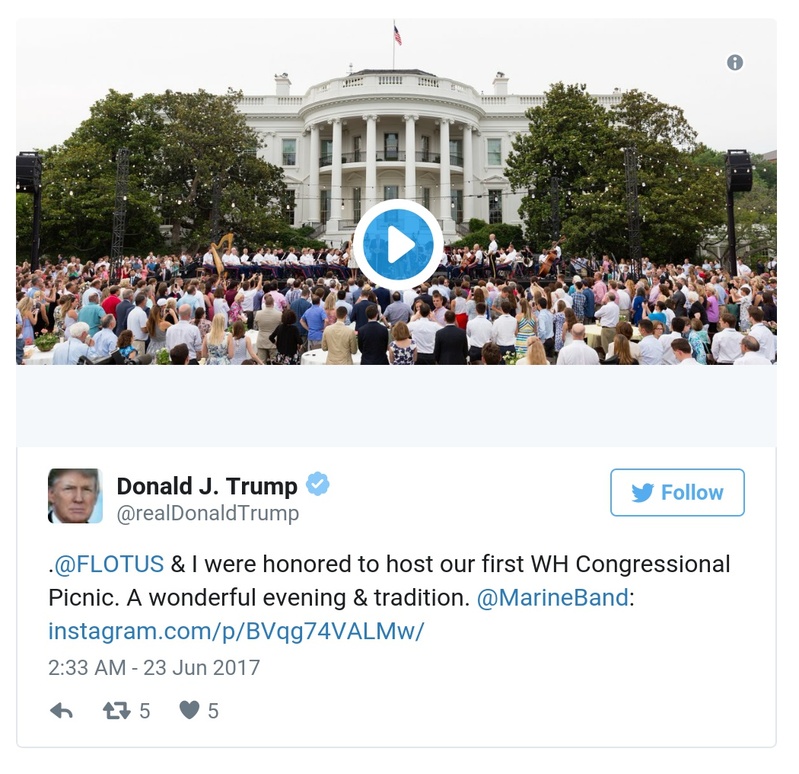 Donald J. Trump
@realDonaldTrump
Follow
.@FLOTUS & I were honored to host our first WH Congressional
Picnic. A wonderful evening & tradition. @MarineBand:
instagram.com/p/BVqg74VALMw/
2:33 AM - 23 Jun 2017
5 5